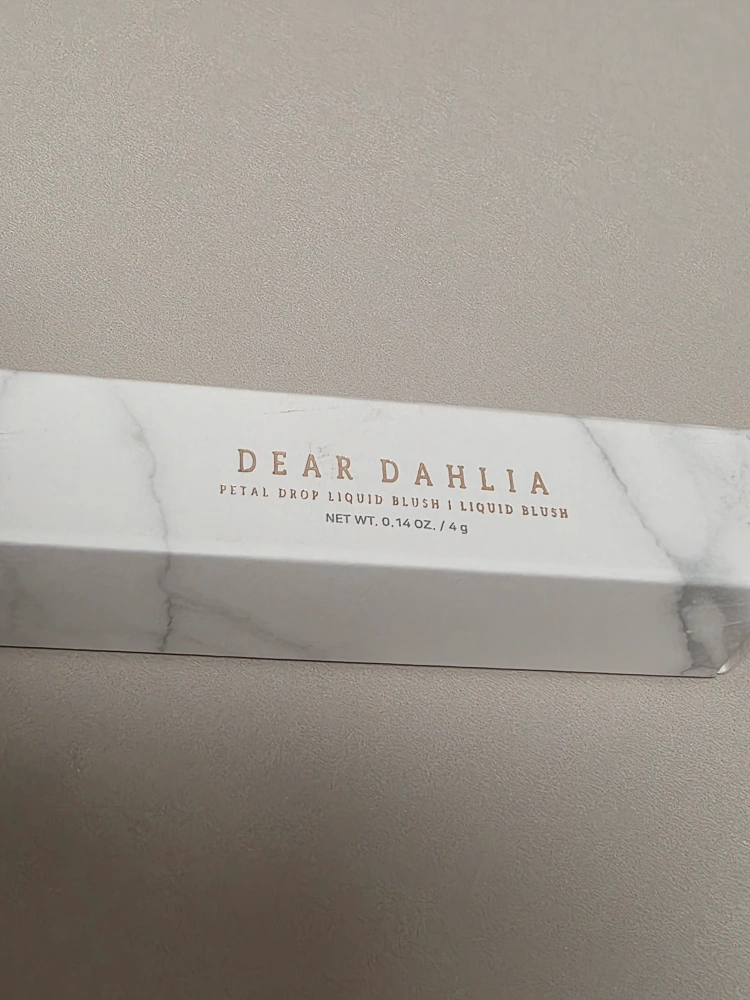 DEAR DAHLIA
PETAL DROP LIQUID BLUSH | LIQUID BLUSH
NET WT. 0.14 OZ. / 4 g